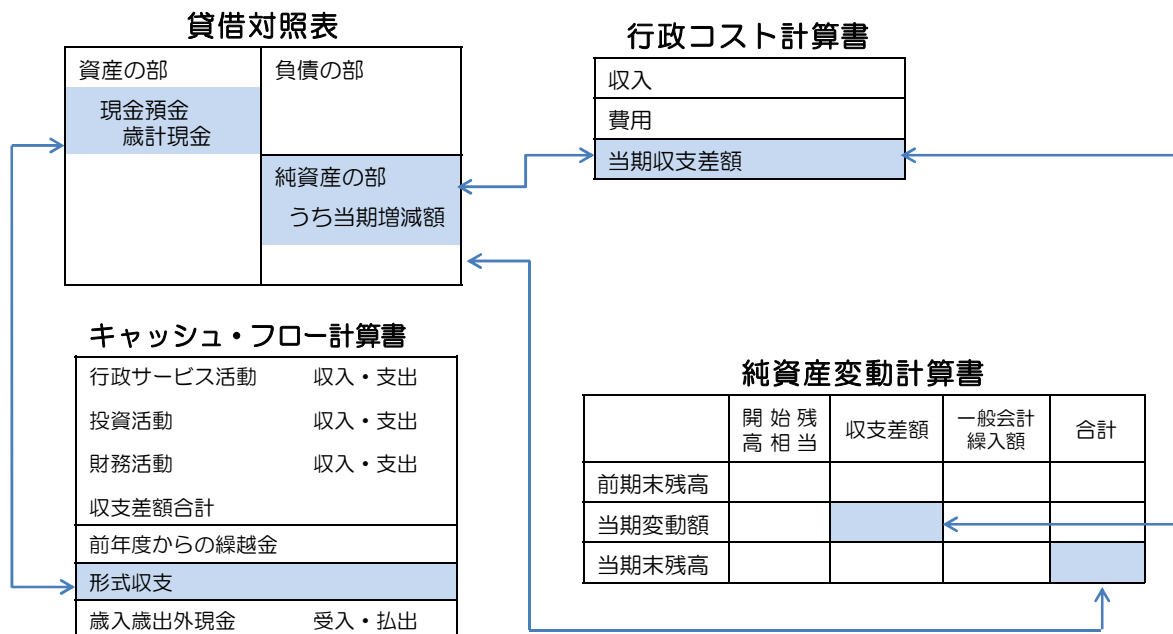 貸借対照表
資産の部
負債の部
現金預金
歳計現金
純資産の部
うち当期増減額
行政コスト計算書
収入
費用
当期収支差額
キャッシュ・フロー計算書
行政サービス活動 収入・支出
投資活動 収入・支出
財務活動 収入・支出
収支差額合計
前年度からの繰越金
形式収支
歳入歳出外現金 受入・払出
純資産変動計算書
開始残
高相当
収支差額
一般会計
繰入額
合計
前期末残高
当期変動額
当期末残高